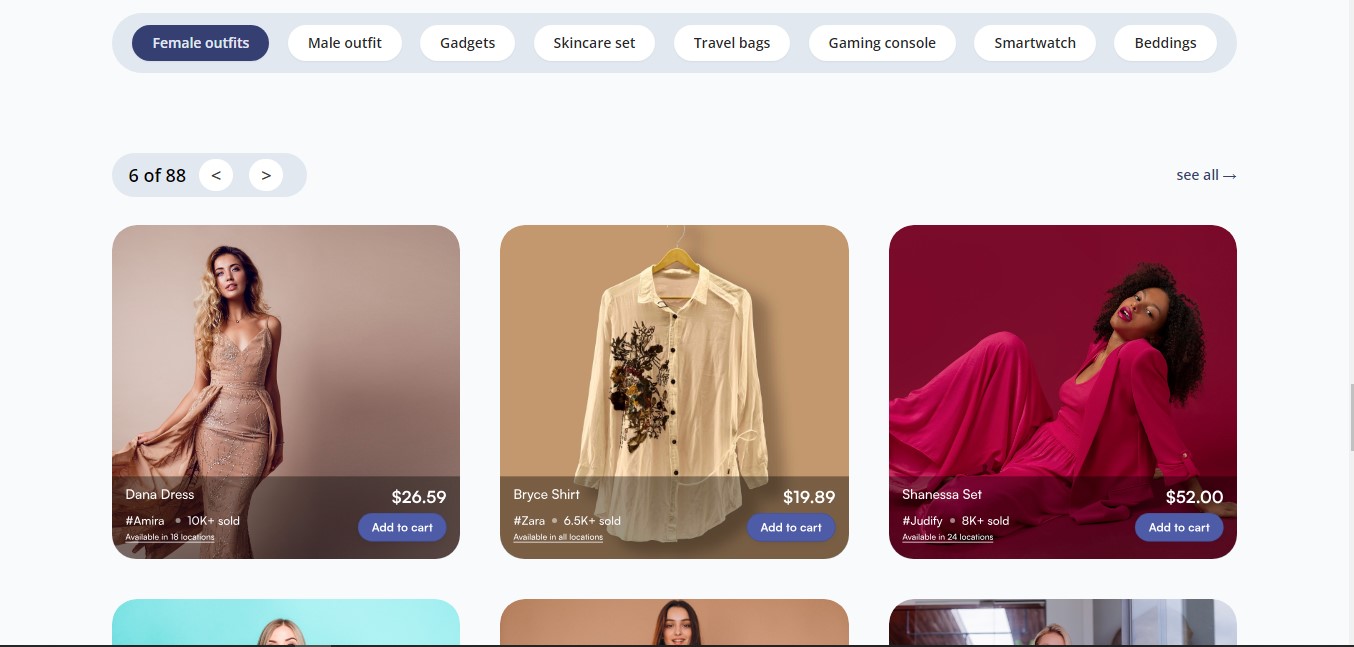 Female outfits
Male outfit
Gadgets
Skincare set
Travel bags
Gaming console
Smartwatch
Beddings
6 of 88 < >
see all →
Dana Dress
$26.59
#Amira • 10K+ sold
Add to cart
Available in 18 locations
Bryce Shirt
$19.89
#Zara • 6.5K+ sold
Add to cart
Available in all locations
Shanessa Set
$52.00
#Judify • 8K+ sold
Add to cart
Available in 24 locations